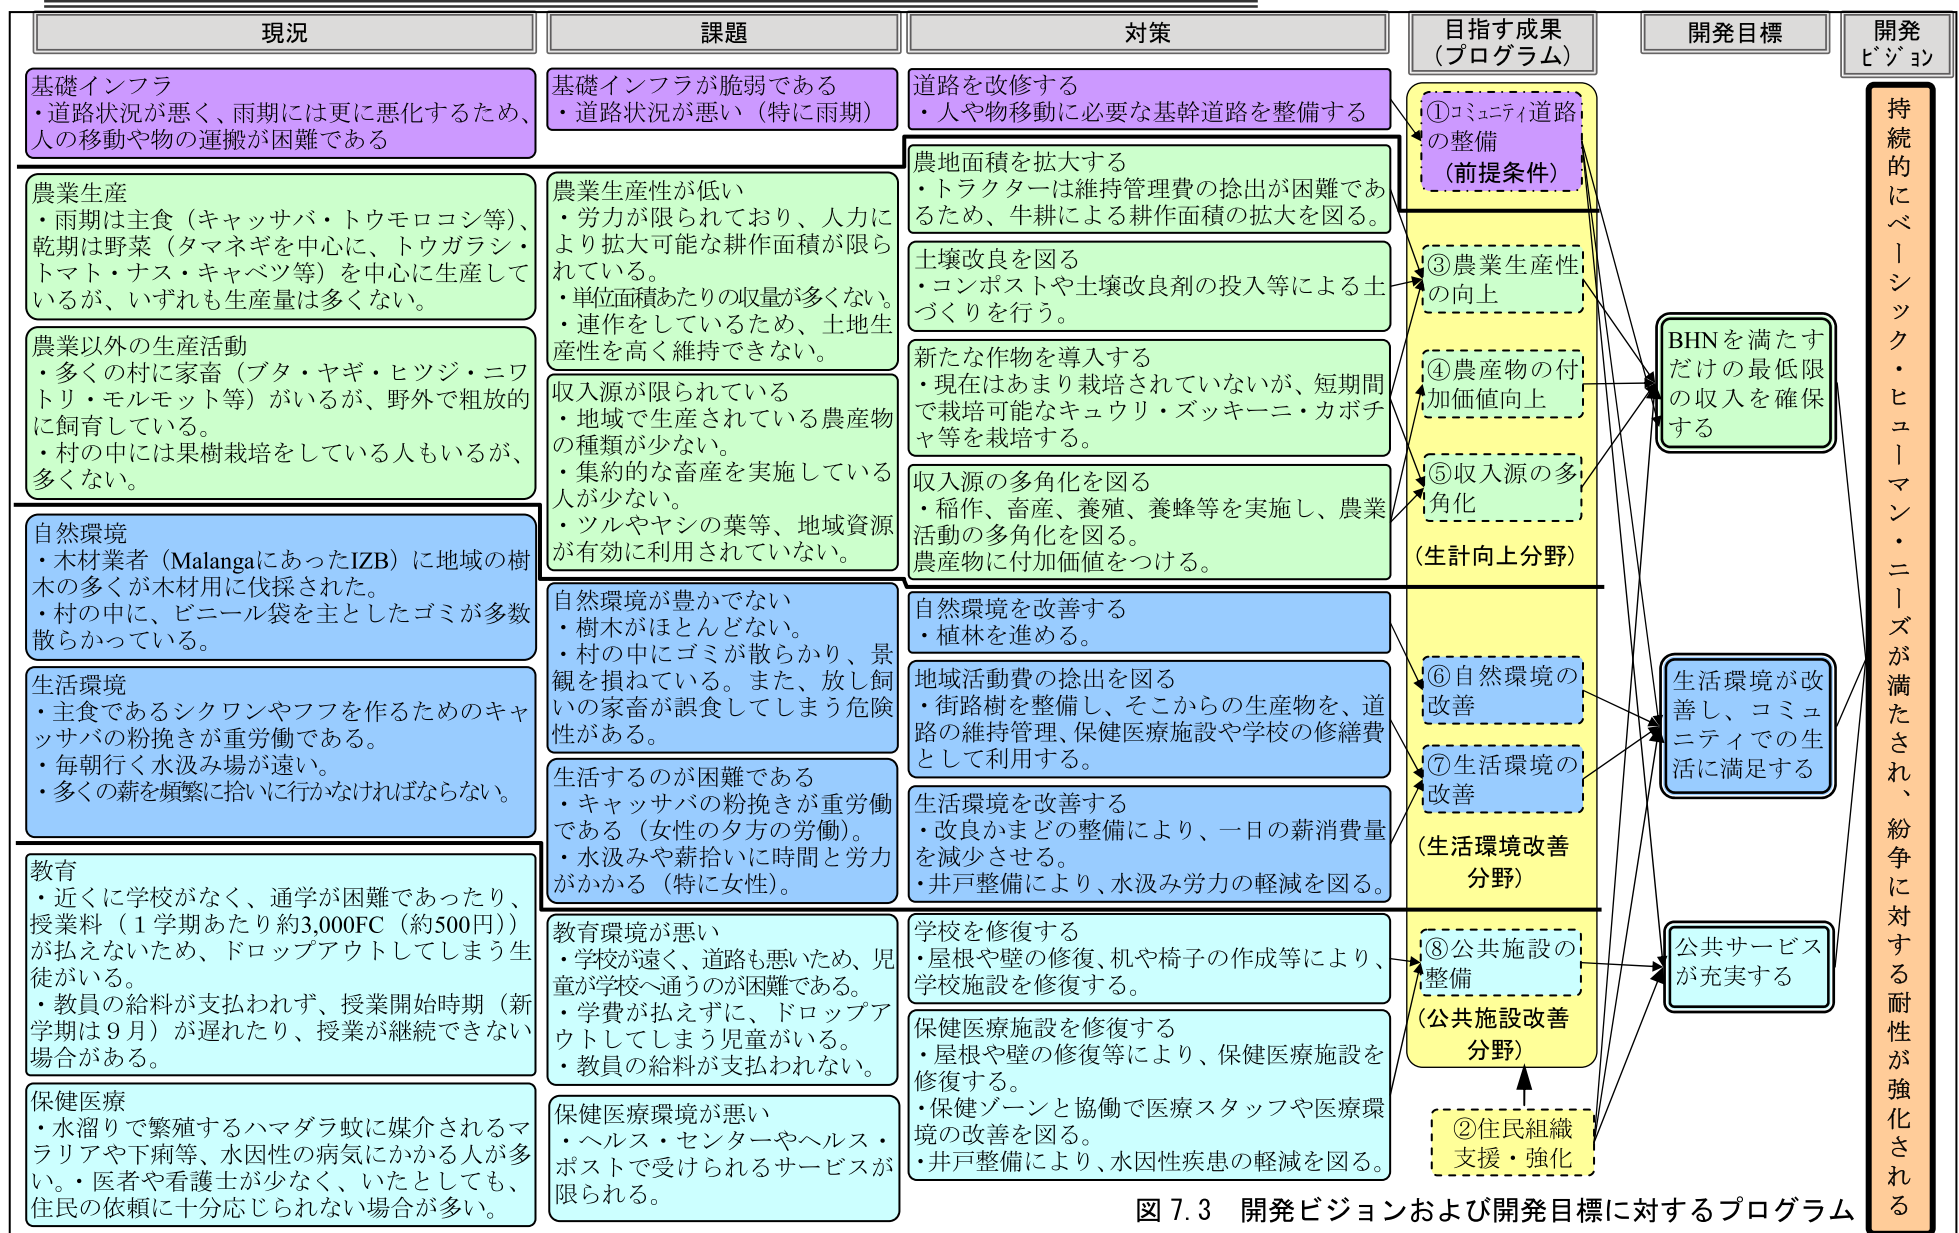 現況
課題
対策
目指す成果
(プログラム)
開発目標
開発
ビジョン
基礎インフラ
・道路状況が悪く、雨期には更に悪化するため、
人の移動や物の運搬が困難である
農業生産
・雨期は主食（キャッサバ・トウモロコシ等）、
乾期は野菜（タマネギを中心に、トウガラシ・
トマト・ナス・キャベツ等）を中心に生産して
いるが、いずれも生産量は多くない。
農業以外の生産活動
・多くの村に家畜（ブタ・ヤギ・ヒツジ・ニワ
トリ・モルモット等）がいるが、野外で粗放的
に飼育している。
・村の中には果樹栽培をしている人もいるが、
多くない。
自然環境
・木材業者（MalangaにあったIZB）に地域の樹
木の多くが木材用に伐採された。
・村の中に、ビニール袋を主としたゴミが多数
散らかっている。
生活環境
・主食であるシクワンやフフを作るためのキャ
ッサバの粉挽きが重労働である。
・毎朝行く水汲み場が遠い。
・多くの薪を頻繁に拾いに行かなければならない。
教育
・近くに学校がなく、通学が困難であったり、
授業料（１学期あたり約3,000FC（約500円））
が払えないため、ドロップアウトしてしまう生
徒がいる。
・教員の給料が支払われず、授業開始時期（新
学期は９月）が遅れたり、授業が継続できない
場合がある。
保健医療
・水溜りで繁殖するハマダラ蚊に媒介されるマ
ラリアや下痢等、水因性の病気にかかる人が多
い。・医者や看護士が少なく、いたとしても、
住民の依頼に十分応じられない場合が多い。
基礎インフラが脆弱である
・道路状況が悪い（特に雨期）
農業生産性が低い
・労力が限られており、人力に
より拡大可能な耕作面積が限ら
れている。
・単位面積あたりの収量が多くない。
・連作をしているため、土地生
産性を高く維持できない。
収入源が限られている
・地域で生産されている農産物
の種類が少ない。
・集約的な畜産を実施している
人が少ない。
・ツルやヤシの葉等、地域資源
が有効に利用されていない。
自然環境が豊かでない
・樹木がほとんどない。
・村の中にゴミが散らかり、景
観を損ねている。また、放し飼
いの家畜が誤食してしまう危険
性がある。
生活するのが困難である
・キャッサバの粉挽きが重労働
である（女性の夕方の労働）。
・水汲みや薪拾いに時間と労力
がかかる（特に女性）。
教育環境が悪い
・学校が遠く、道路も悪いため、児
童が学校へ通うのが困難である。
・学費が払えずに、ドロップア
ウトしてしまう児童がいる。
・教員の給料が支払われない。
保健医療環境が悪い
・ヘルス・センターやヘルス・
ポストで受けられるサービスが
限られる。
道路を改修する
・人や物移動に必要な基幹道路を整備する
農地面積を拡大する
・トラクターは維持管理費の捻出が困難であ
るため、牛耕による耕作面積の拡大を図る。
土壌改良を図る
・コンポストや土壌改良剤の投入等による土
づくりを行う。
新たな作物を導入する
・現在はあまり栽培されていないが、短期間
で栽培可能なキュウリ・ズッキーニ・カボチ
ャ等を栽培する。
収入源の多角化を図る
・稲作、畜産、養殖、養蜂等を実施し、農業
活動の多角化を図る。
農産物に付加価値をつける。
自然環境を改善する
・植林を進める。
地域活動費の捻出を図る
・街路樹を整備し、そこからの生産物を、道
路の維持管理、保健医療施設や学校の修繕費
として利用する。
生活環境を改善する
・改良かまどの整備により、一日の薪消費量
を減少させる。
・井戸整備により、水汲み労力の軽減を図る。
学校を修復する
・屋根や壁の修復、机や椅子の作成等により、
学校施設を修復する。
保健医療施設を修復する
・屋根や壁の修復等により、保健医療施設を
修復する。
・保健ゾーンと協働で医療スタッフや医療環
境の改善を図る。
・井戸整備により、水因性疾患の軽減を図る。
①コミュニティ道路
の整備
(前提条件)
③農業生産性
の向上
④農産物の付
加価値向上
⑤収入源の多
角化
(生計向上分野)
⑥自然環境の
改善
⑦生活環境の
改善
(生活環境改善
分野)
⑧公共施設の
整備
(公共施設改善
分野)
②住民組織
支援・強化
BHNを満たす
だけの最低限
の収入を確保
する
生活環境が改
善し、コミュ
ニティでの生
活に満足する
公共サービス
が充実する
持続的にベーシック・ヒューマン・ニーズが満たされ、紛争に対する耐性が強化される
図 7.3　開発ビジョンおよび開発目標に対するプログラム